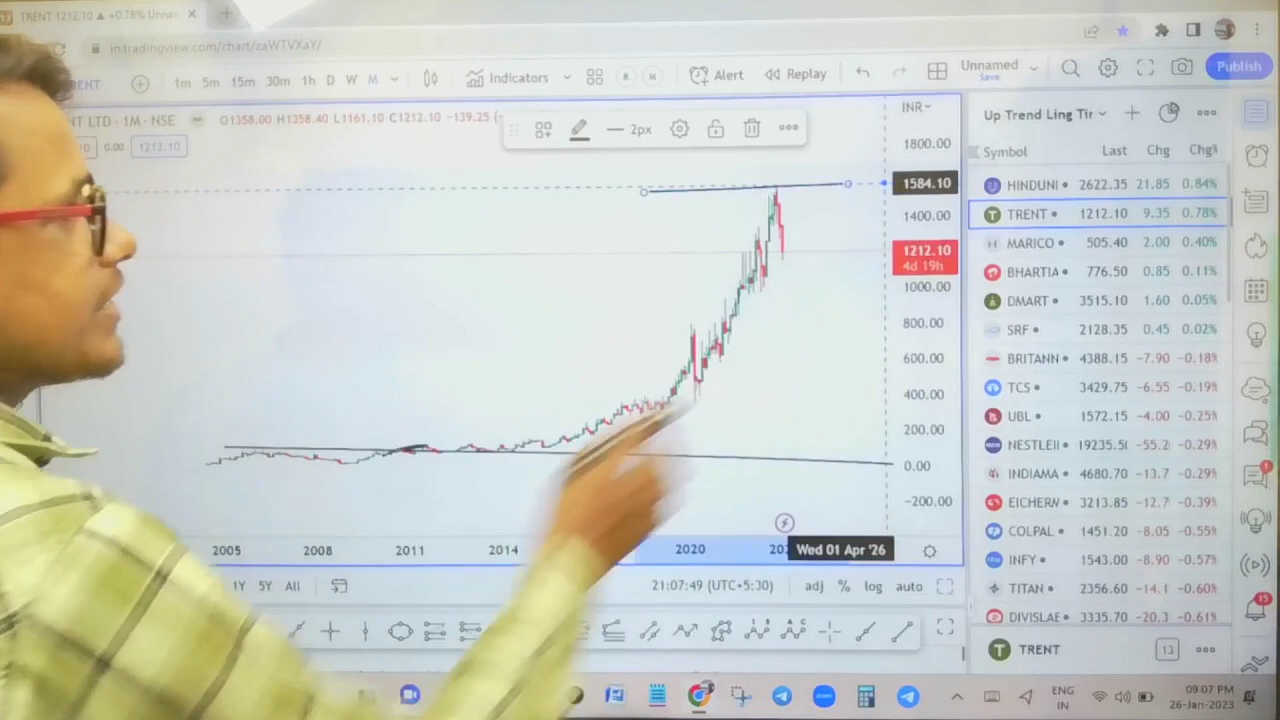 TRENT 1212.10 ▲ +0.78% Unna
in.tradingview.com/chart/zaWTVXaY/
ENT 1m 5m 15m 30m 1h D W M Indicators Alert Replay Unnamed Save Publish
NT LTD · 1M · NSE O1358.00 H1358.40 L1161.10 C1212.10 −139.25 (
0.00 1212.10
2px
INR
1800.00
1584.10
1400.00
1212.10
4d 19h
1000.00
800.00
600.00
400.00
200.00
0.00
−200.00
2005 2008 2011 2014 2020 Wed 01 Apr '26
1Y 5Y All 21:07:49 (UTC+5:30) adj % log auto
Up Trend Ling Tir
Symbol Last Chg Chg%
HINDUNI 2622.35 21.85 0.84%
TRENT 1212.10 9.35 0.78%
MARICO 505.40 2.00 0.40%
BHARTIA 776.50 0.85 0.11%
DMART 3515.10 1.60 0.05%
SRF 2128.35 0.45 0.02%
BRITANN 4388.15 −7.90 −0.18%
TCS 3429.75 −6.55 −0.19%
UBL 1572.15 −4.00 −0.25%
NESTLEII 19235.50 −55.2 −0.29%
INDIAMA 4680.70 −13.7 −0.29%
EICHERM 3213.85 −12.7 −0.39%
COLPAL 1451.20 −8.05 −0.55%
INFY 1543.00 −8.90 −0.57%
TITAN 2356.60 −14.1 −0.60%
DIVISLAE 3335.70 −20.3 −0.61%
TRENT 13
zoom
ENG
IN
09:07 PM
26-Jan-2023
1
15